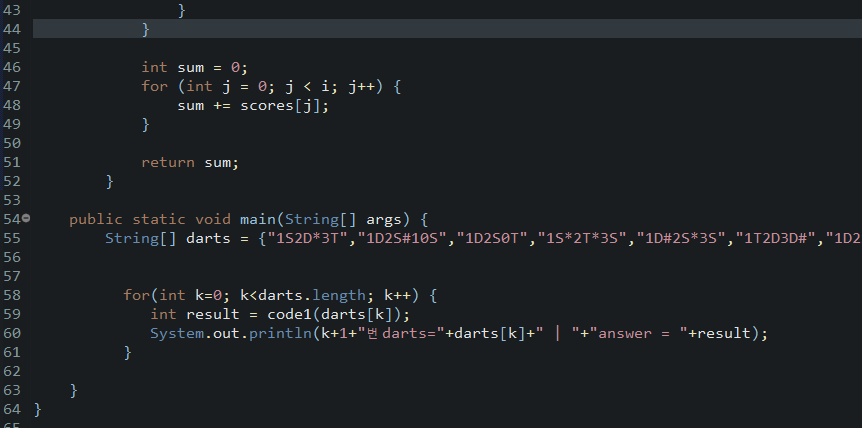 43 }
44 }
45
46 int sum = 0;
47 for (int j = 0; j < i; j++) {
48 sum += scores[j];
49 }
50
51 return sum;
52 }
53
54 public static void main(String[] args) {
55 String[] darts = {"1S2D*3T","1D2S#10S","1D2S0T","1S*2T*3S","1D#2S*3S","1T2D3D#","1D2
56
57
58 for(int k=0; k<darts.length; k++) {
59 int result = code1(darts[k]);
60 System.out.println(k+1+"번 darts="+darts[k]+" | "+"answer = "+result);
61 }
62
63 }
64 }